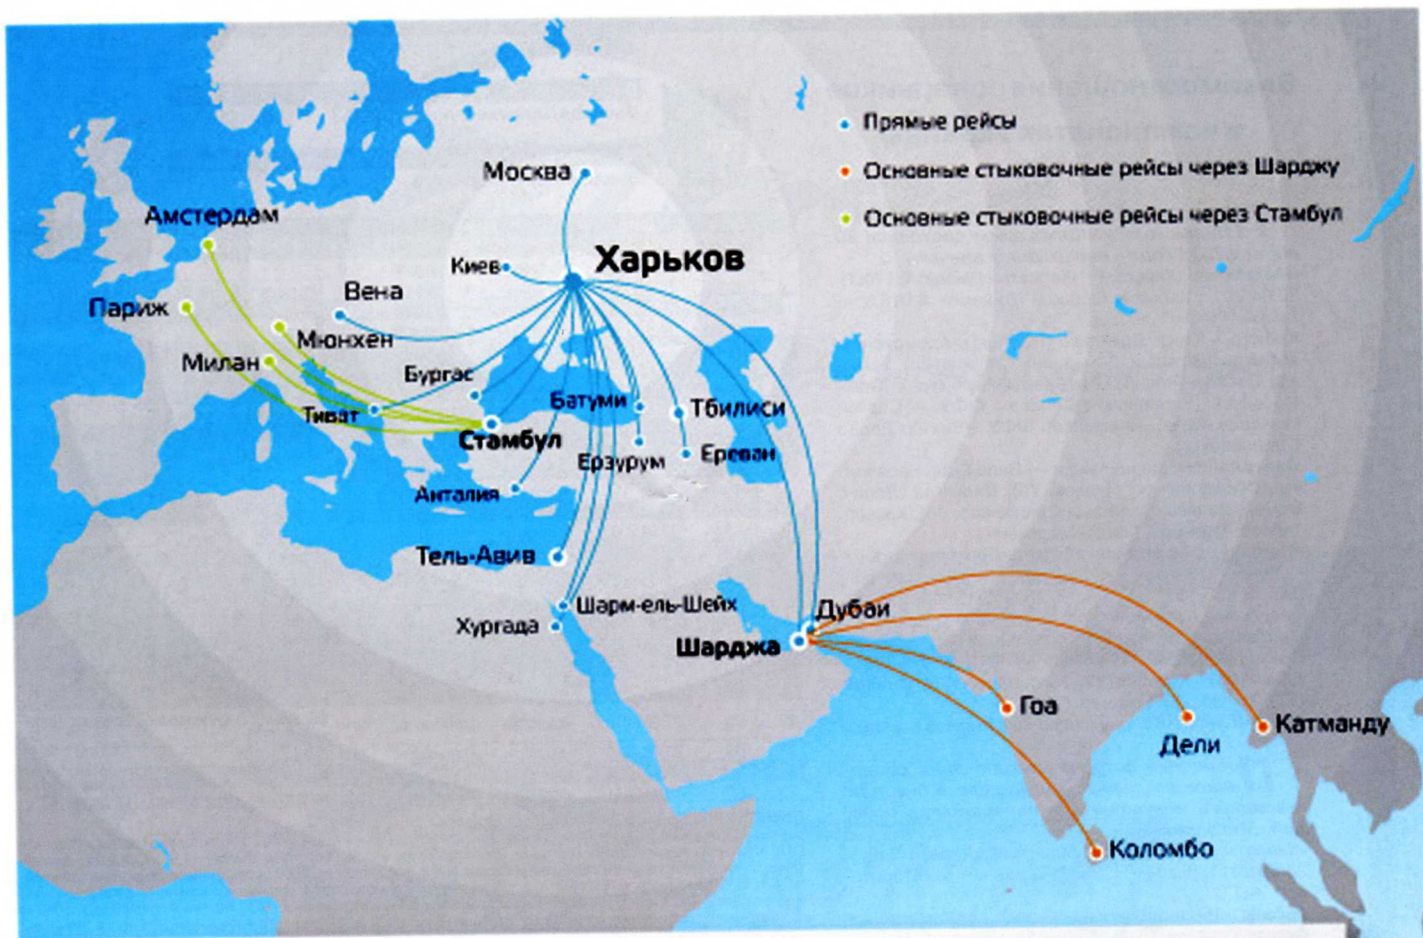 Прямые рейсы
Основные стыковочные рейсы через Шарджу
Основные стыковочные рейсы через Стамбул
Москва
Амстердам
Харьков
Киев
Вена
Париж
Мюнхен
Милан
Бургас
Тиват
Батуми
Тбилиси
Стамбул
Ерзурум
Ереван
Анталия
Тель-Авив
Шарм-ель-Шейх
Хургада
Дубаи
Шарджа
Гоа
Дели
Катманду
Коломбо